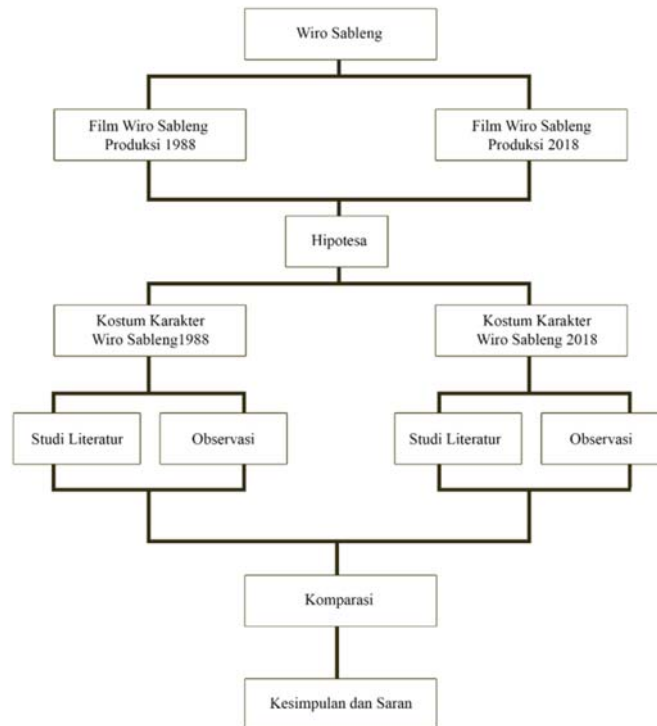 Wiro Sableng
Film Wiro Sableng
Produksi 1988
Film Wiro Sableng
Produksi 2018
Hipotesa
Kostum Karakter
Wiro Sableng1988
Kostum Karakter
Wiro Sableng 2018
Studi Literatur
Observasi
Studi Literatur
Observasi
Komparasi
Kesimpulan dan Saran